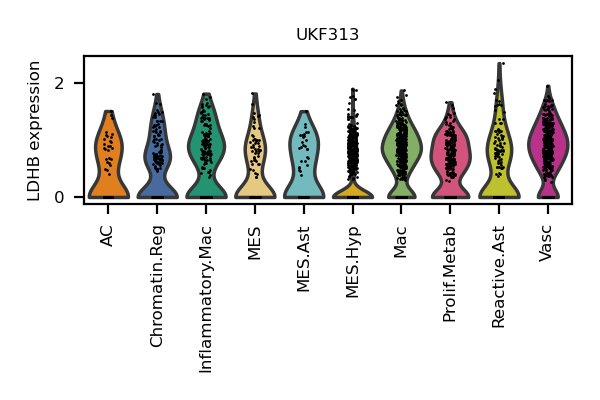 UKF313
LDHB expression
2
0
AC
Chromatin.Reg
Inflammatory.Mac
MES
MES.Ast
MES.Hyp
Mac
Prolif.Metab
Reactive.Ast
Vasc